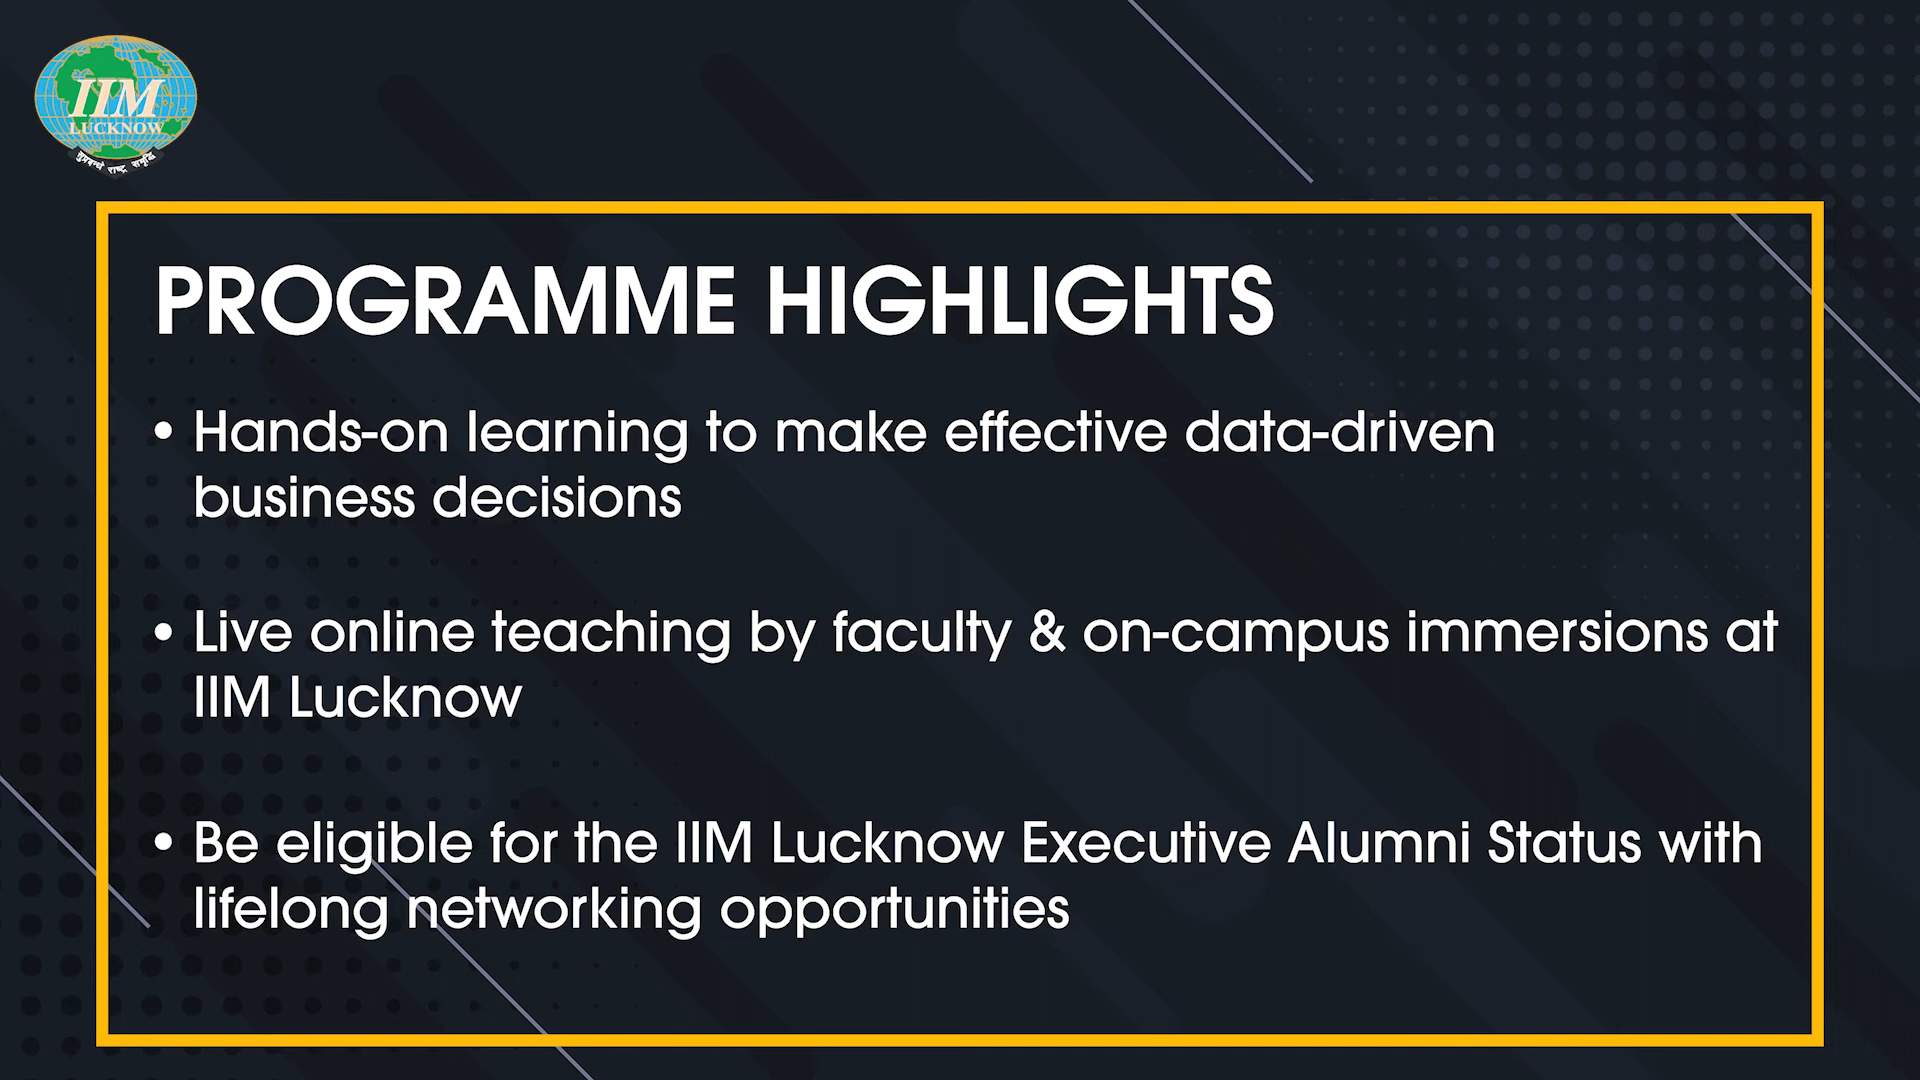 IIM
LUCKNOW
सुप्रबन्धे राष्ट्र समृद्धि
PROGRAMME HIGHLIGHTS
• Hands-on learning to make effective data-driven
business decisions
• Live online teaching by faculty & on-campus immersions at
IIM Lucknow
• Be eligible for the IIM Lucknow Executive Alumni Status with
lifelong networking opportunities